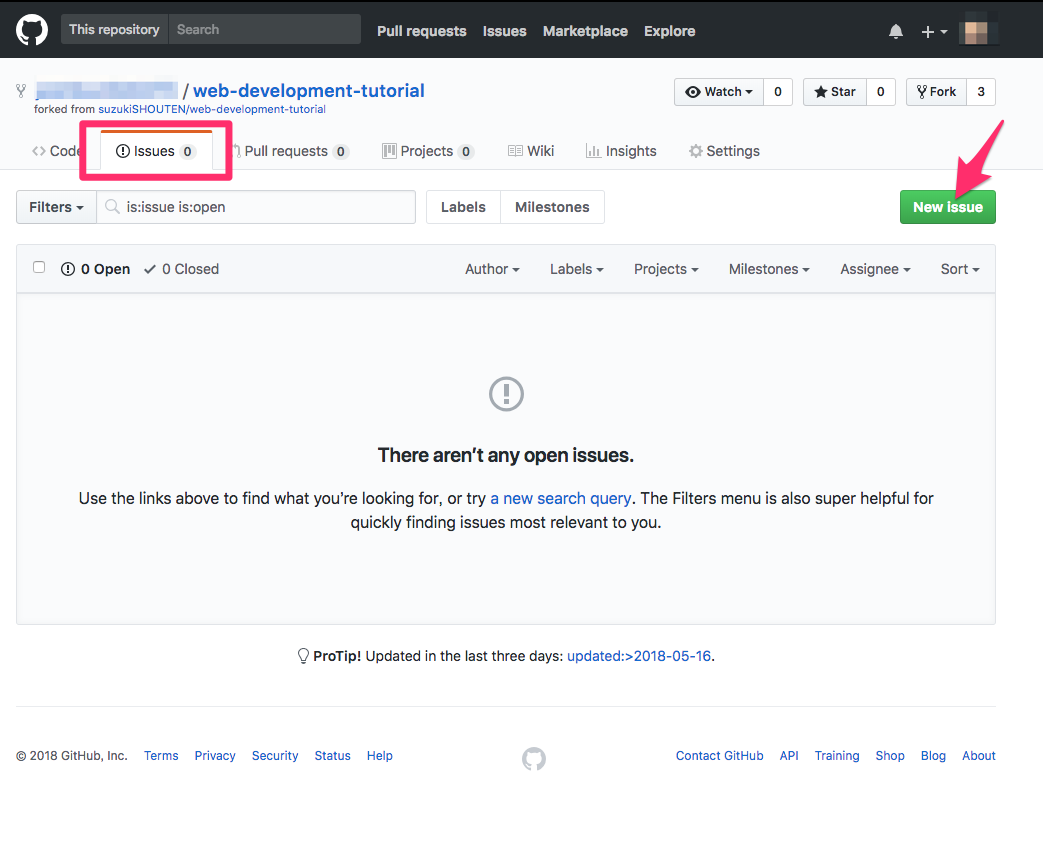 This repository Search Pull requests Issues Marketplace Explore
/ web-development-tutorial Watch 0 Star 0 Fork 3
forked from suzukiSHOUTEN/web-development-tutorial
Code Issues 0 Pull requests 0 Projects 0 Wiki Insights Settings
Filters is:issue is:open Labels Milestones New issue
0 Open 0 Closed Author Labels Projects Milestones Assignee Sort
There aren’t any open issues.
Use the links above to find what you’re looking for, or try a new search query. The Filters menu is also super helpful for
quickly finding issues most relevant to you.
ProTip! Updated in the last three days: updated:>2018-05-16.
© 2018 GitHub, Inc. Terms Privacy Security Status Help Contact GitHub API Training Shop Blog About